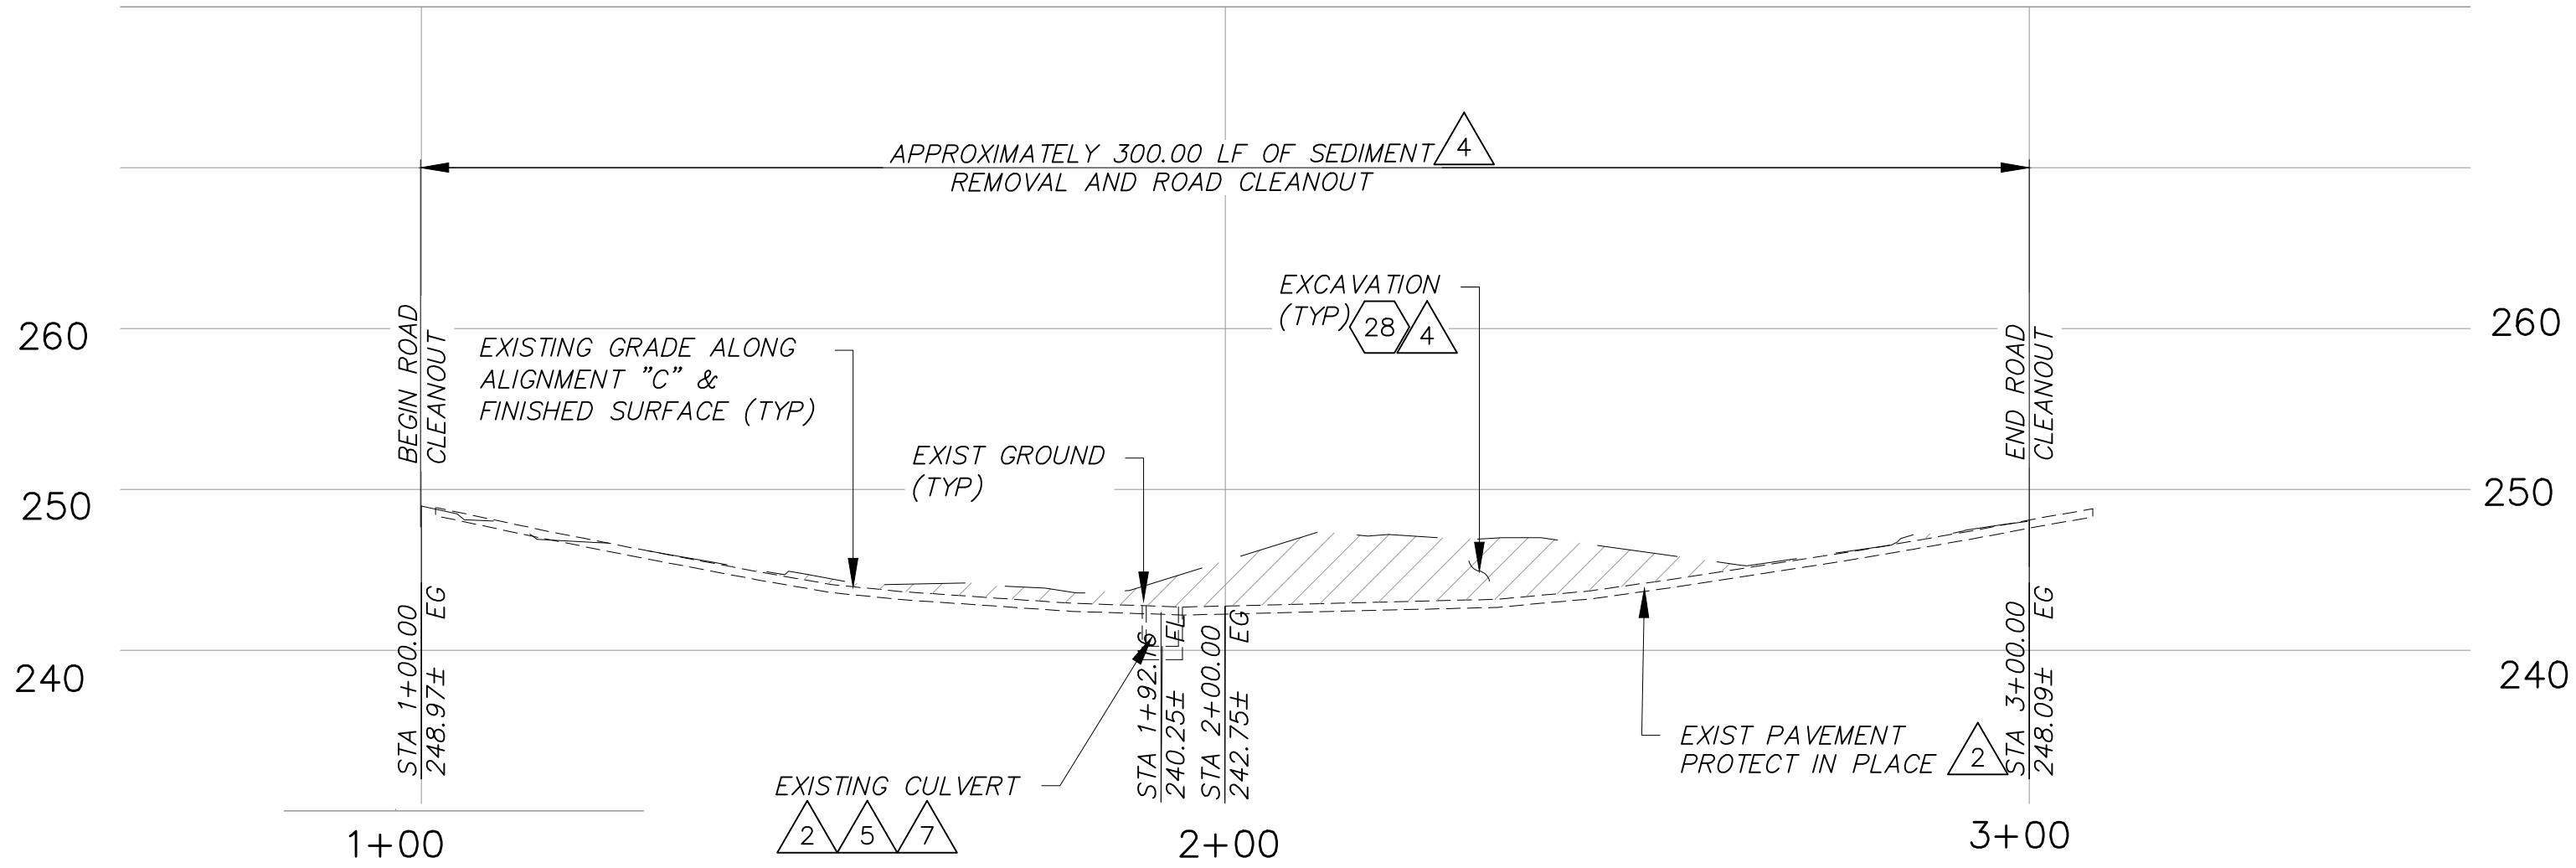 APPROXIMATELY 300.00 LF OF SEDIMENT 4
REMOVAL AND ROAD CLEANOUT
EXCAVATION
(TYP) 28 4
260
260
BEGIN ROAD
CLEANOUT
EXISTING GRADE ALONG
ALIGNMENT "C" &
FINISHED SURFACE (TYP)
END ROAD
CLEANOUT
EXIST GROUND
(TYP)
250
250
STA 1+00.00
248.97± EG
STA 1+92.16
240.25± FL
STA 2+00.00
242.75± EG
STA 3+00.00
248.09± EG
240
240
EXIST PAVEMENT
PROTECT IN PLACE 2
EXISTING CULVERT
2 5 7
1+00
2+00
3+00